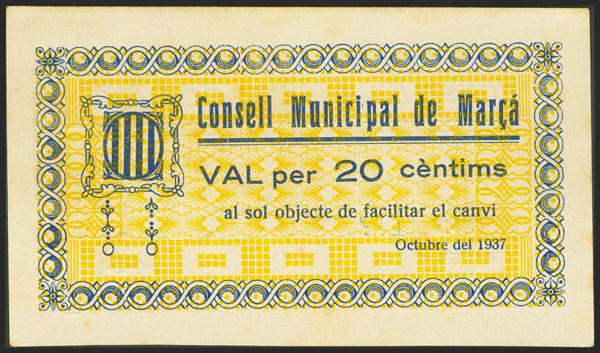 Consell Municipal de Marçá
VAL per 20 cèntims
al sol objecte de facilitar el canvi
Octubre del 1937